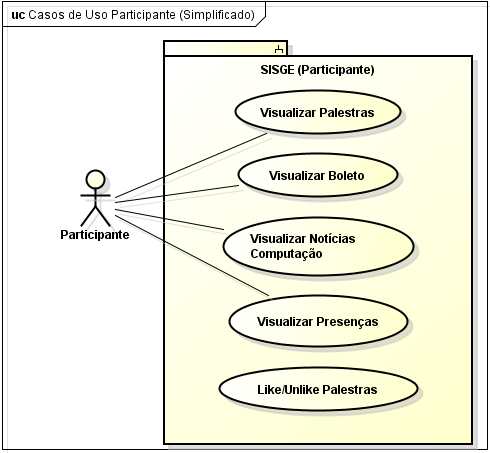 uc Casos de Uso Participante (Simplificado)
SISGE (Participante)
Visualizar Palestras
Visualizar Boleto
Participante
Visualizar Notícias
Computação
Visualizar Presenças
Like/Unlike Palestras